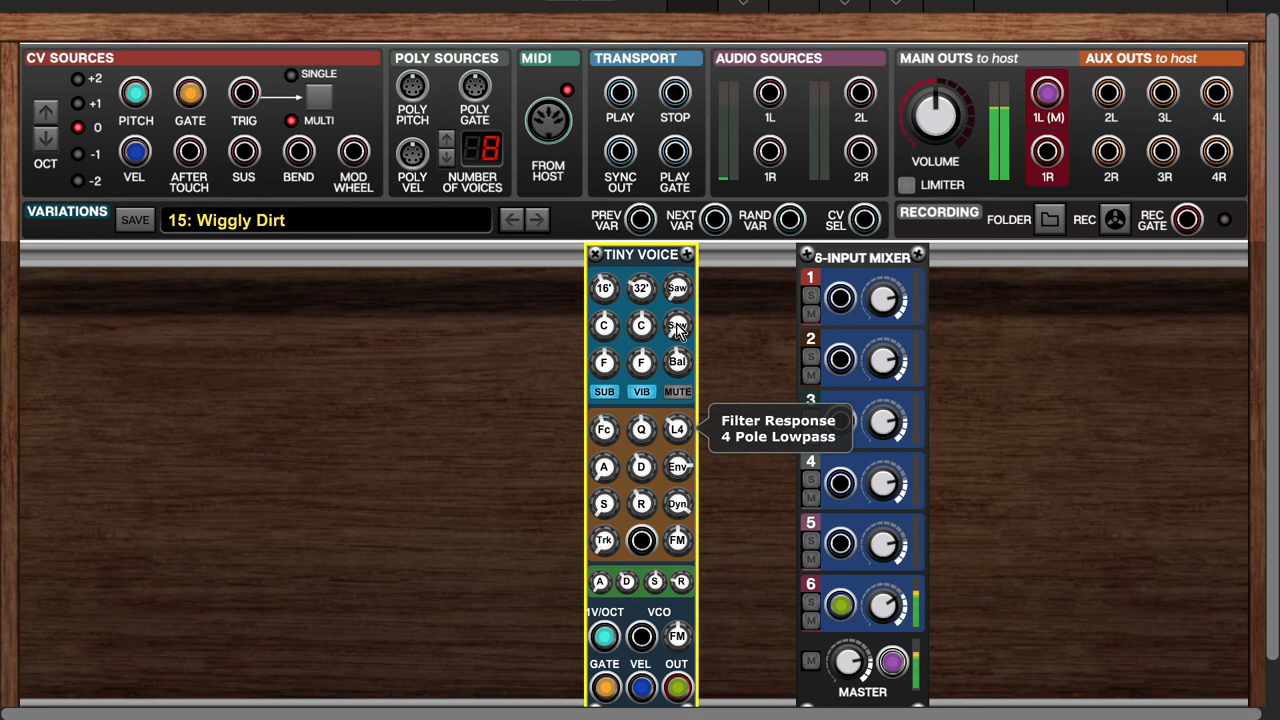 CV SOURCES
+2
+1
0
-1
-2
OCT
PITCH
GATE
TRIG
SINGLE
MULTI
VEL
AFTER
TOUCH
SUS
BEND
MOD
WHEEL
POLY SOURCES
POLY
PITCH
POLY
GATE
POLY
VEL
8
NUMBER
OF VOICES
MIDI
FROM
HOST
TRANSPORT
PLAY
STOP
SYNC
OUT
PLAY
GATE
AUDIO SOURCES
1L
2L
1R
2R
MAIN OUTS to host
VOLUME
LIMITER
1L (M)
1R
AUX OUTS to host
2L
3L
4L
2R
3R
4R
VARIATIONS
SAVE
15: Wiggly Dirt
PREV
VAR
NEXT
VAR
RAND
VAR
CV
SEL
RECORDING
FOLDER
REC
REC
GATE
TINY VOICE
16'
32'
Saw
C
C
F
F
Bal
SUB
VIB
MUTE
Fc
Q
L4
A
D
Env
S
R
Dyn
Trk
FM
A
D
S
R
1V/OCT
VCO
FM
GATE
VEL
OUT
Filter Response
4 Pole Lowpass
6-INPUT MIXER
1
S
M
2
S
M
3
4
S
M
5
S
M
6
S
M
M
MASTER